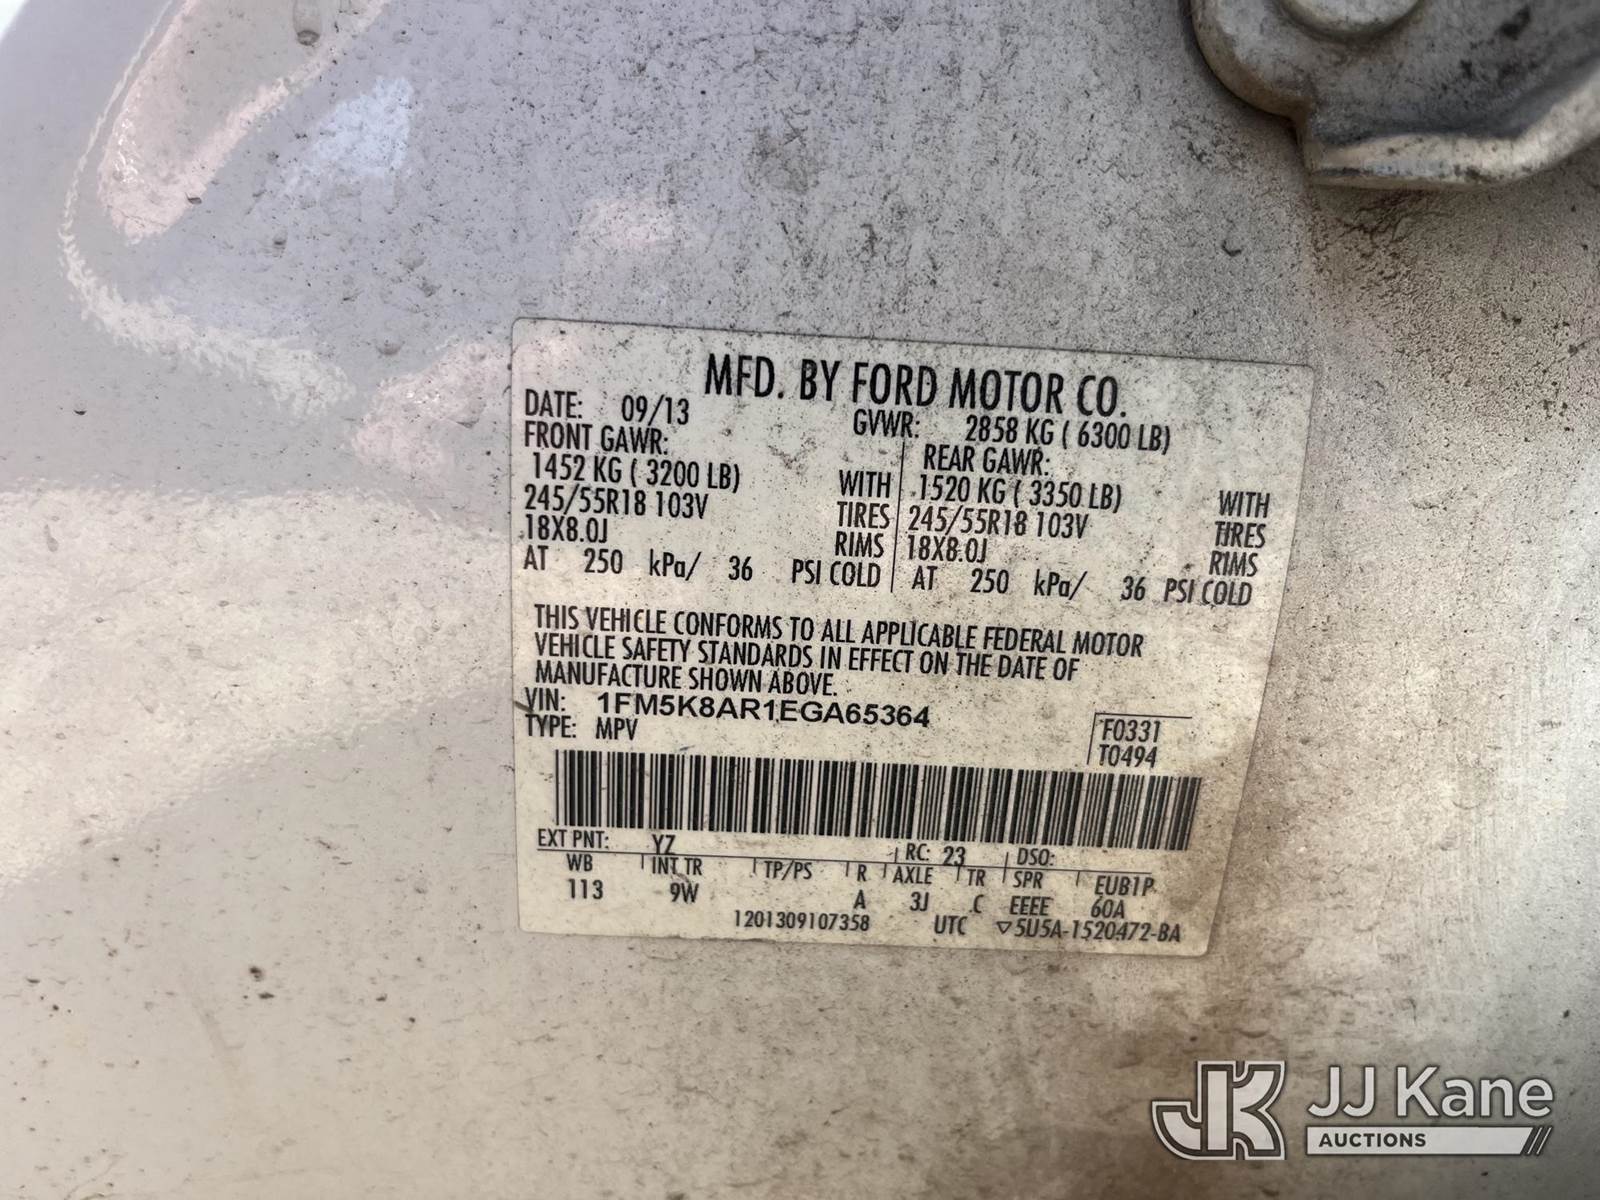 MFD. BY FORD MOTOR CO.
DATE: 09/13 GVWR: 2858 KG ( 6300 LB)
FRONT GAWR: REAR GAWR:
1452 KG ( 3200 LB) WITH 1520 KG ( 3350 LB) WITH
245/55R18 103V TIRES 245/55R18 103V TIRES
18X8.0J RIMS 18X8.0J RIMS
AT 250 kPa/ 36 PSI COLD AT 250 kPa/ 36 PSI COLD
THIS VEHICLE CONFORMS TO ALL APPLICABLE FEDERAL MOTOR
VEHICLE SAFETY STANDARDS IN EFFECT ON THE DATE OF
MANUFACTURE SHOWN ABOVE.
VIN: 1FM5K8AR1EGA65364
TYPE: MPV F0331
T0494
EXT PNT: YZ RC: 23 DSO:
WB INT TR TP/PS R AXLE TR SPR EUB1P
113 9W A 3J C EEEE 60A
1201309107358 UTC ▽5U5A-1520472-BA
JK JJ Kane
AUCTIONS